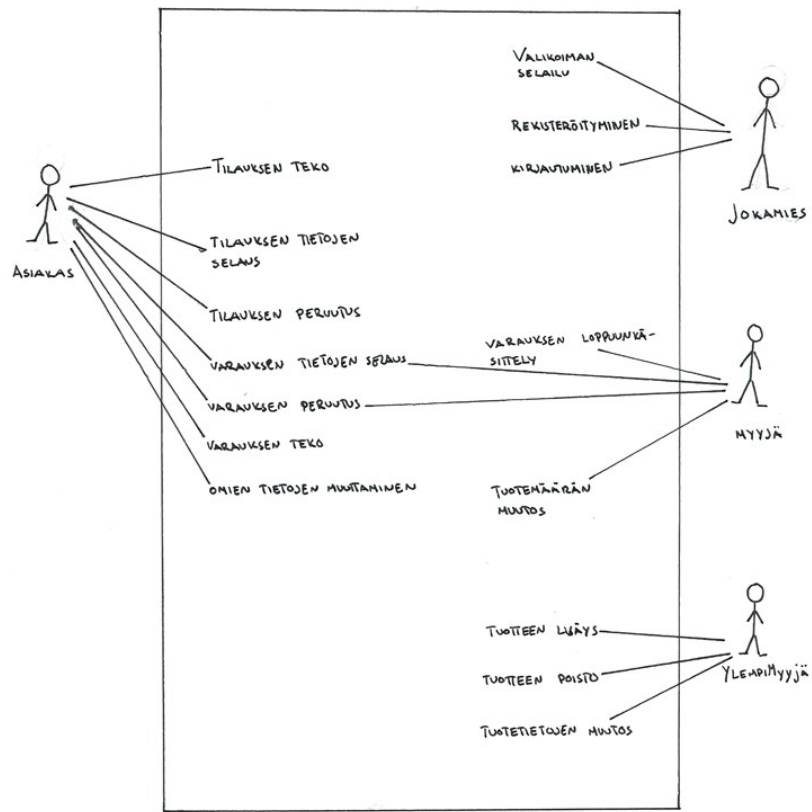 VALIKOIMAN
SELAILU
REKISTERÖITYMINEN
KIRJAUTUMINEN
JOKAMIES
TILAUKSEN TEKO
TILAUKSEN TIETOJEN
SELAUS
ASIAKAS
TILAUKSEN PERUUTUS
VARAUKSEN TIETOJEN SELAUS
VARAUKSEN PERUUTUS
VARAUKSEN TEKO
OMIEN TIETOJEN MUUTTAMINEN
VARAUKSEN LOPPUUNKÄ-
SITTELY
MYYJÄ
TUOTEMÄÄRÄN
MUUTOS
TUOTTEEN LISÄYS
TUOTTEEN POISTO
TUOTETIETOJEN MUUTOS
YLEMPIMYYJÄ